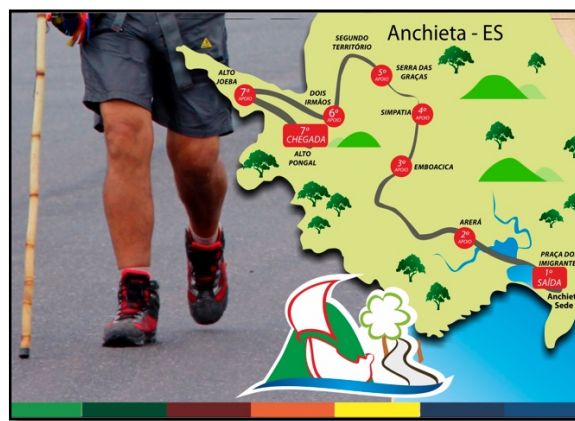 Anchieta - ES
SEGUNDO
TERRITÓRIO
SERRA DAS
GRAÇAS
5º
APOIO
ALTO
JOEBA
7º
APOIO
DOIS
IRMÃOS
6º
APOIO
SIMPATIA
4º
APOIO
7º
CHEGADA
ALTO
PONGAL
3º
APOIO
EMBOACICA
ARERÁ
2º
APOIO
PRAÇA DO
IMIGRANTE
1º
SAÍDA
Anchiet
Sede